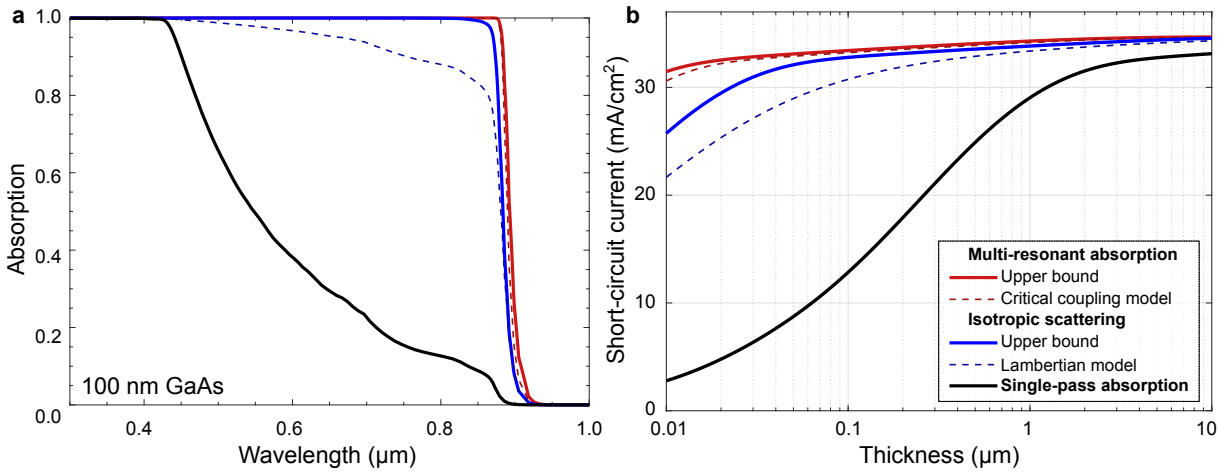 a
Absorption
1.0
0.8
0.6
0.4
0.2
0.0
100 nm GaAs
0.4
0.6
0.8
1.0
Wavelength (µm)
b
Short-circuit current (mA/cm²)
30
20
10
0
0.01
0.1
1
10
Thickness (µm)
Multi-resonant absorption
Upper bound
Critical coupling model
Isotropic scattering
Upper bound
Lambertian model
Single-pass absorption